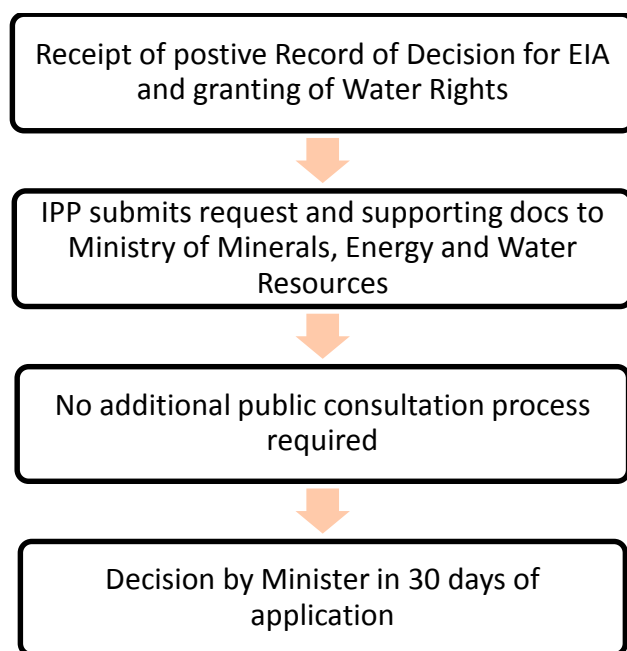 Receipt of postive Record of Decision for EIA
and granting of Water Rights
IPP submits request and supporting docs to
Ministry of Minerals, Energy and Water
Resources
No additional public consultation process
required
Decision by Minister in 30 days of
application